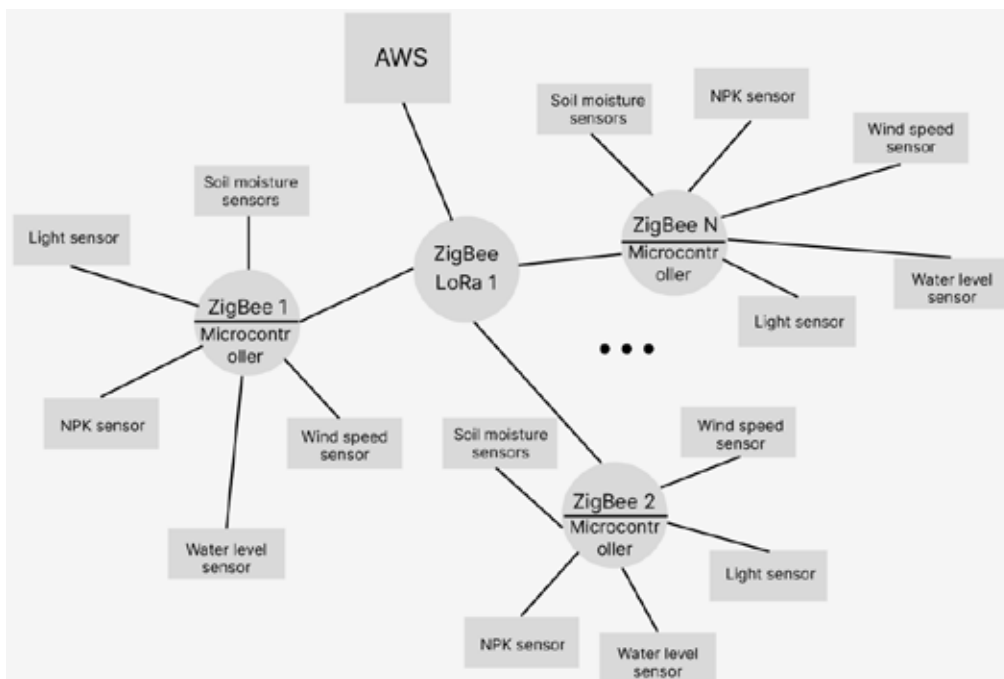 AWS
Soil moisture
sensors
NPK sensor
Wind speed
sensor
Soil moisture
sensors
Light sensor
ZigBee
LoRa 1
ZigBee N
Microcontr
oller
Water level
sensor
Light sensor
ZigBee 1
Microcontr
oller
NPK sensor
Wind speed
sensor
Water level
sensor
Soil moisture
sensors
Wind speed
sensor
ZigBee 2
Microcontr
oller
Light sensor
NPK sensor
Water level
sensor